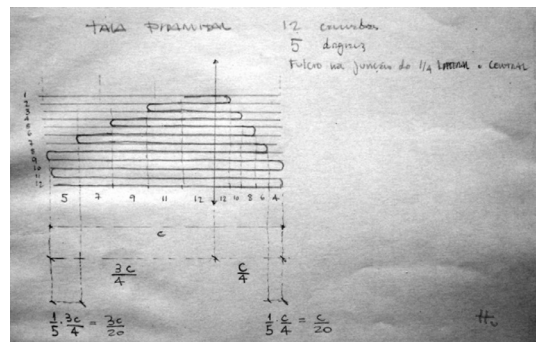 TALA PIRAMIDAL
12 camadas
5 degraus
Fulcro na junção do 1/4 LATERAL e CENTRAL
5 7 9 11 12 12 10 8 6 4
c
3c/4 c/4
1/5 · 3c/4 = 3c/20 1/5 · c/4 = c/20